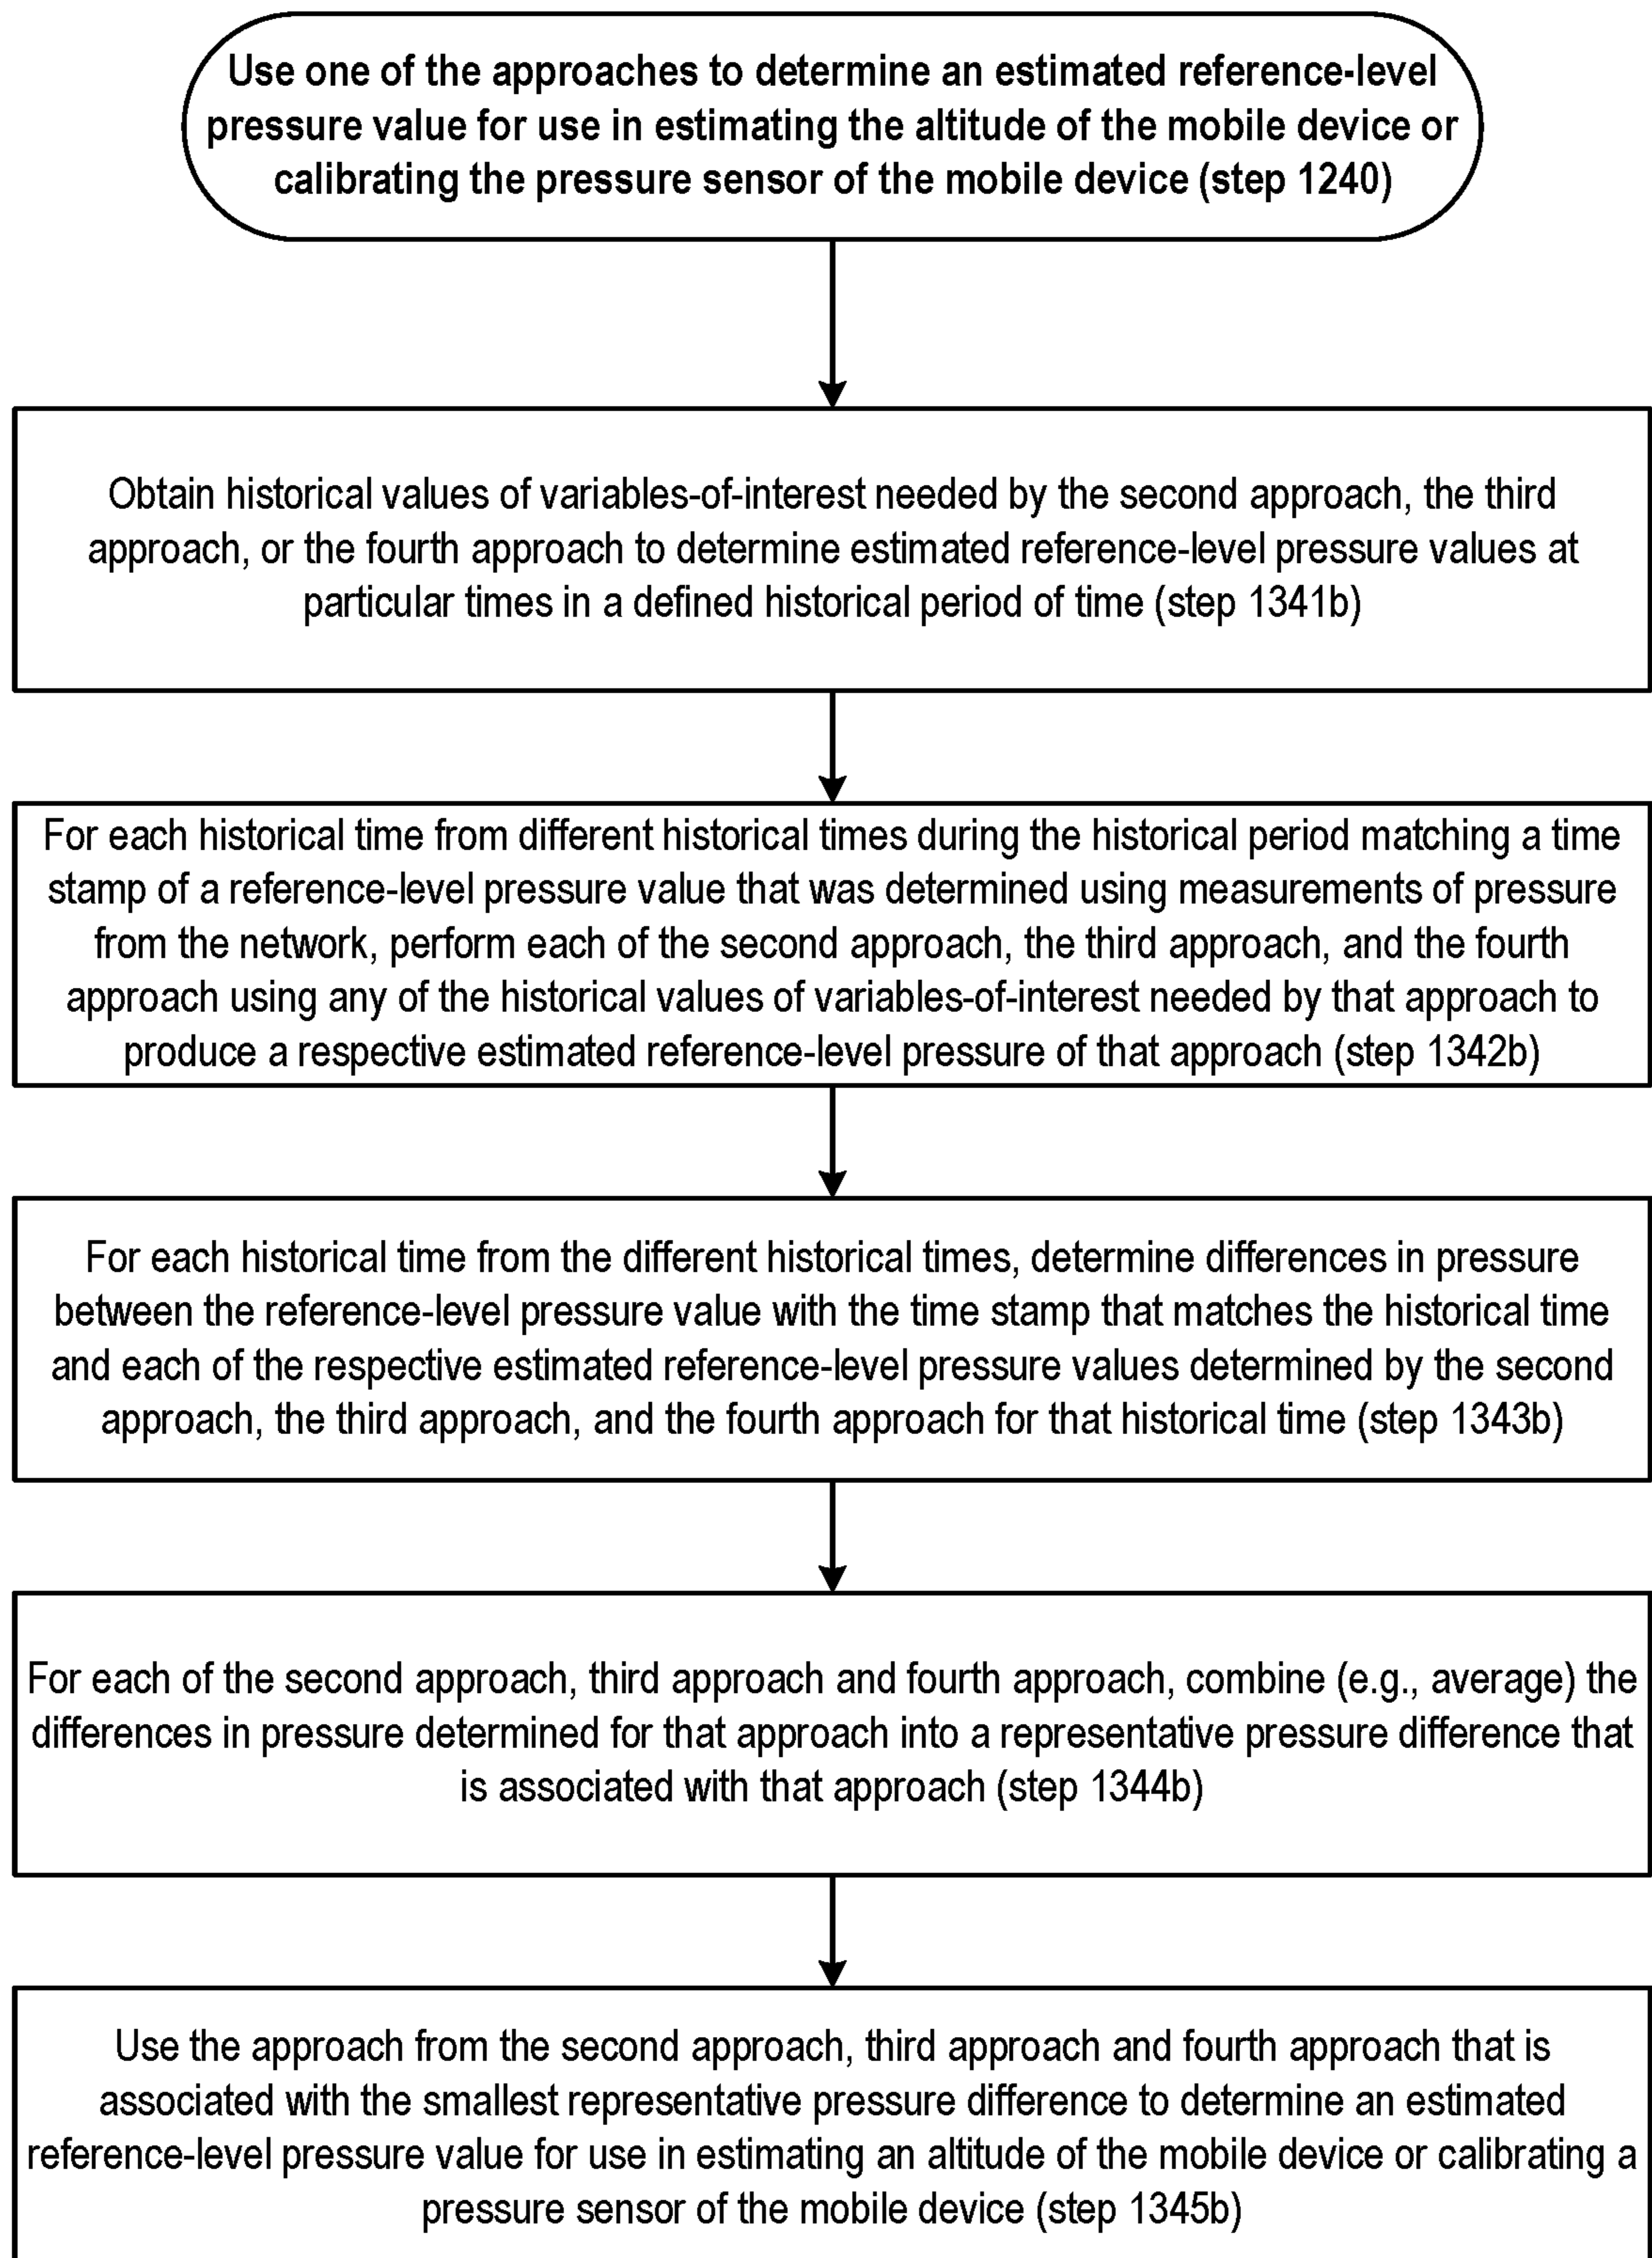 Use one of the approaches to determine an estimated reference-level
pressure value for use in estimating the altitude of the mobile device or
calibrating the pressure sensor of the mobile device (step 1240)
Obtain historical values of variables-of-interest needed by the second approach, the third
approach, or the fourth approach to determine estimated reference-level pressure values at
particular times in a defined historical period of time (step 1341b)
For each historical time from different historical times during the historical period matching a time
stamp of a reference-level pressure value that was determined using measurements of pressure
from the network, perform each of the second approach, the third approach, and the fourth
approach using any of the historical values of variables-of-interest needed by that approach to
produce a respective estimated reference-level pressure of that approach (step 1342b)
For each historical time from the different historical times, determine differences in pressure
between the reference-level pressure value with the time stamp that matches the historical time
and each of the respective estimated reference-level pressure values determined by the second
approach, the third approach, and the fourth approach for that historical time (step 1343b)
For each of the second approach, third approach and fourth approach, combine (e.g., average) the
differences in pressure determined for that approach into a representative pressure difference that
is associated with that approach (step 1344b)
Use the approach from the second approach, third approach and fourth approach that is
associated with the smallest representative pressure difference to determine an estimated
reference-level pressure value for use in estimating an altitude of the mobile device or calibrating a
pressure sensor of the mobile device (step 1345b)